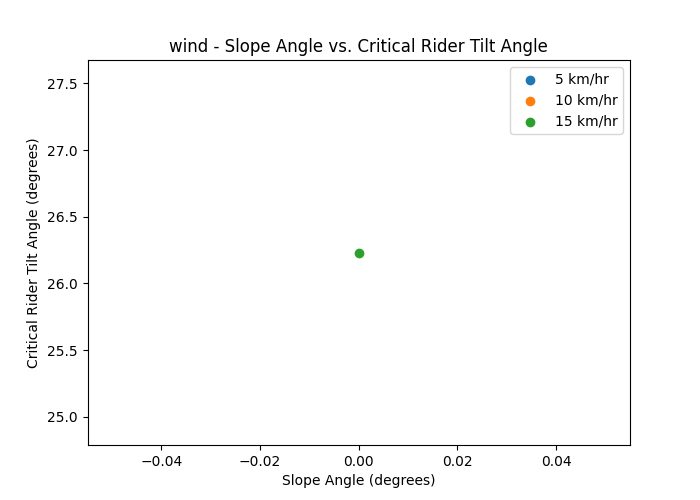 wind - Slope Angle vs. Critical Rider Tilt Angle
5 km/hr
10 km/hr
15 km/hr
Critical Rider Tilt Angle (degrees)
27.5
27.0
26.5
26.0
25.5
25.0
−0.04 −0.02 0.00 0.02 0.04
Slope Angle (degrees)